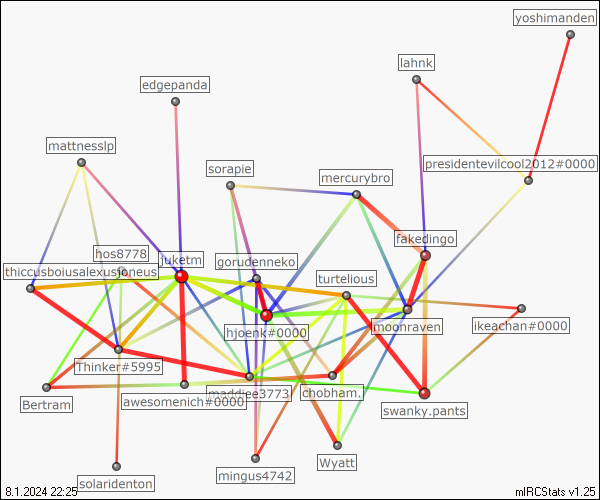 yoshimanden
lahnk
edgepanda
mattnesslp
presidentevilcool2012#0000
sorapie
mercurybro
fakedingo
hos8778
juketm
gorudenneko
thiccusboiusalexusjoneus
turtelious
hjoenk#0000
moonraven
ikeachan#0000
Thinker#5995
maddiee3773
chobham.
Bertram
awesomenich#0000
swanky.pants
Wyatt
mingus4742
solaridenton
8.1.2024 22:25
mIRCStats v1.25